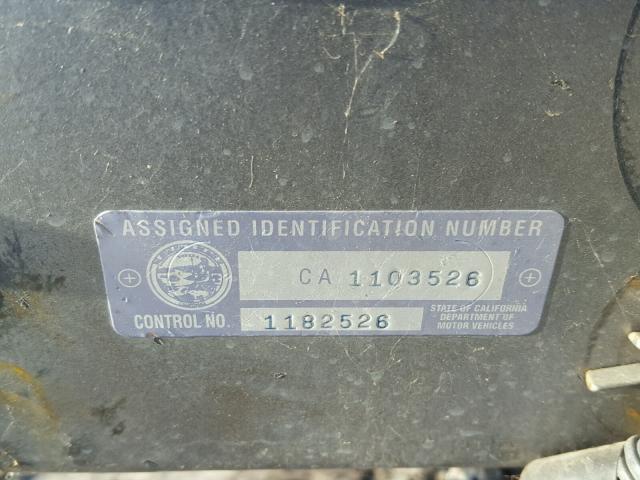 ASSIGNED IDENTIFICATION NUMBER
CA 1103526
CONTROL NO. 1182526
STATE OF CALIFORNIA
DEPARTMENT OF
MOTOR VEHICLES